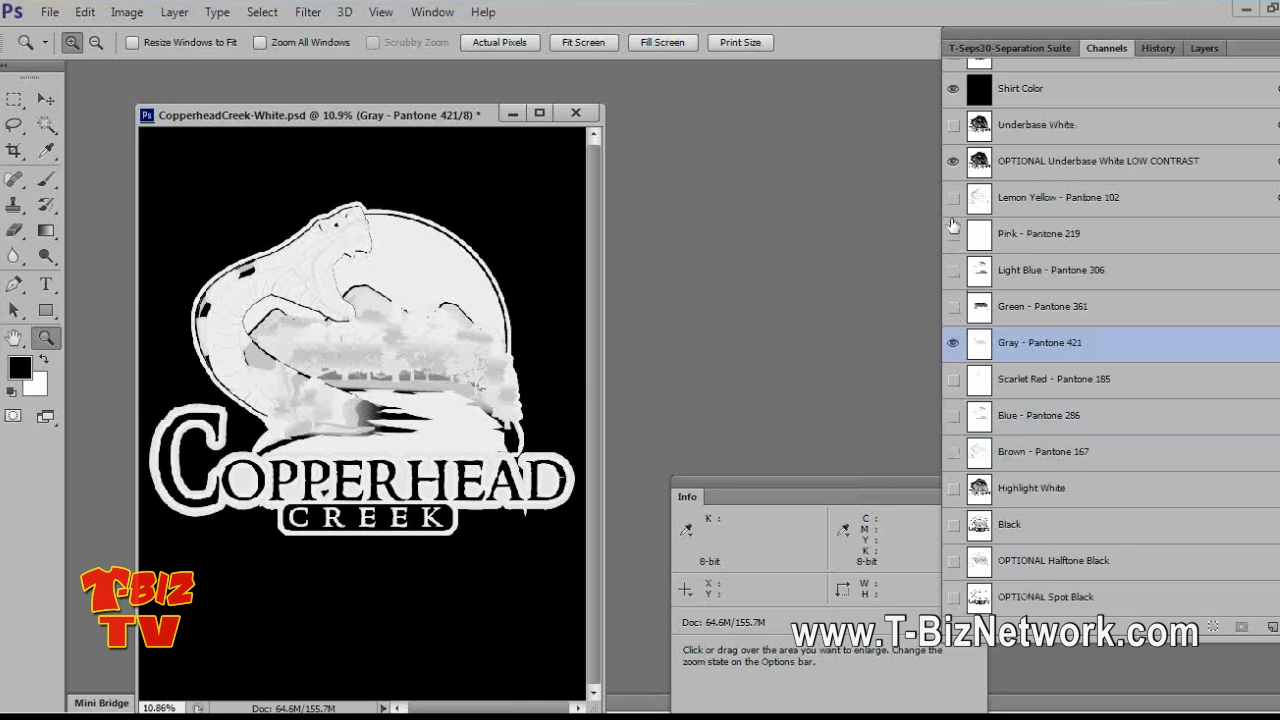 Ps File Edit Image Layer Type Select Filter 3D View Window Help
Resize Windows to Fit Zoom All Windows Scrubby Zoom Actual Pixels Fit Screen Fill Screen Print Size
T-Seps30-Separation Suite Channels History Layers
Shirt Color
Ps CopperheadCreek-White.psd @ 10.9% (Gray - Pantone 421/8) *
Underbase White
OPTIONAL Underbase White LOW CONTRAST
Lemon Yellow - Pantone 102
Pink - Pantone 219
Light Blue - Pantone 306
Green - Pantone 361
Gray - Pantone 421
Scarlet Red - Pantone 185
Blue - Pantone 286
Brown - Pantone 167
Highlight White
Black
OPTIONAL Halftone Black
OPTIONAL Spot Black
COPPERHEAD
CREEK
Info
K :
8-bit
C :
M :
Y :
K :
8-bit
X :
Y :
W :
H :
Doc: 64.6M/155.7M
Click or drag over the area you want to enlarge. Change the
zoom state on the Options bar.
T-BIZ
TV
www.T-BizNetwork.com
Mini Bridge
10.86% Doc: 64.6M/155.7M